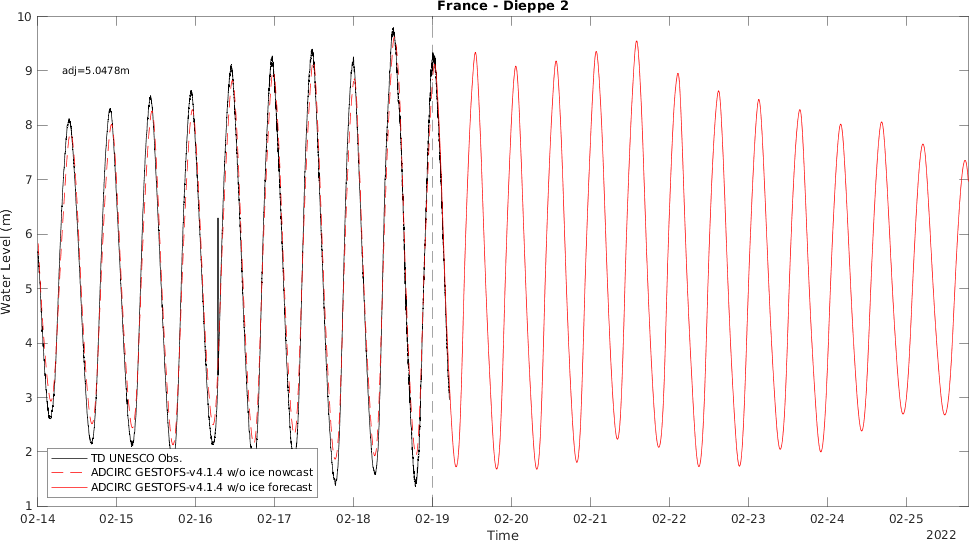 France - Dieppe 2
10
9
8
7
6
5
4
3
2
1
Water Level (m)
adj=5.0478m
TD UNESCO Obs.
ADCIRC GESTOFS-v4.1.4 w/o ice nowcast
ADCIRC GESTOFS-v4.1.4 w/o ice forecast
02-14 02-15 02-16 02-17 02-18 02-19 02-20 02-21 02-22 02-23 02-24 02-25
Time
2022